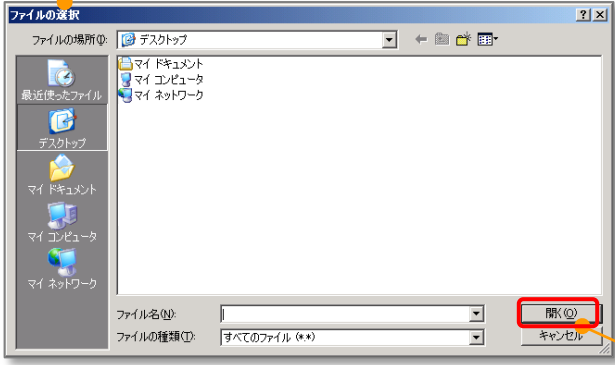 ファイルの選択
ファイルの場所(I):
デスクトップ
最近使ったファイル
デスクトップ
マイ ドキュメント
マイ コンピュータ
マイ ネットワーク
マイ ドキュメント
マイ コンピュータ
マイ ネットワーク
ファイル名(N):
開く(O)
ファイルの種類(T):
すべてのファイル (*.*)
キャンセル